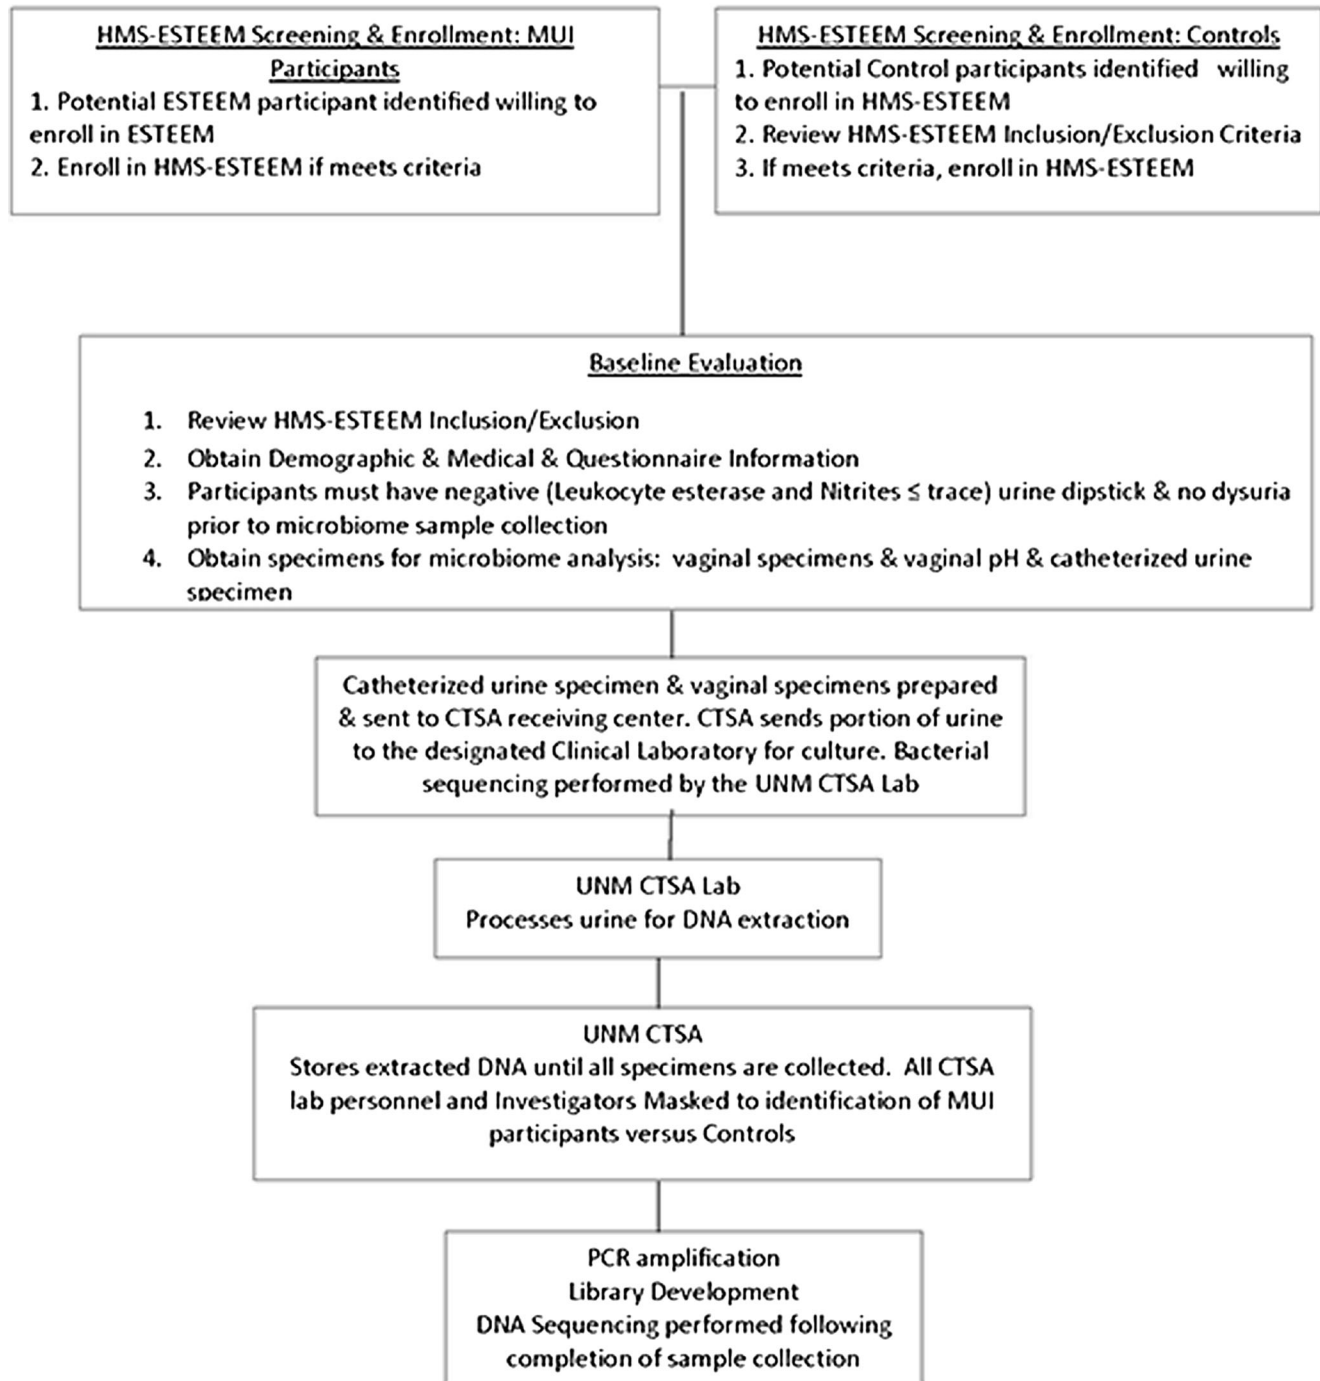 HMS-ESTEEM Screening & Enrollment: MUI
Participants
1. Potential ESTEEM participant identified willing to
enroll in ESTEEM
2. Enroll in HMS-ESTEEM if meets criteria
HMS-ESTEEM Screening & Enrollment: Controls
1. Potential Control participants identified willing
to enroll in HMS-ESTEEM
2. Review HMS-ESTEEM Inclusion/Exclusion Criteria
3. If meets criteria, enroll in HMS-ESTEEM
Baseline Evaluation
1. Review HMS-ESTEEM Inclusion/Exclusion
2. Obtain Demographic & Medical & Questionnaire Information
3. Participants must have negative (Leukocyte esterase and Nitrites ≤ trace) urine dipstick & no dysuria
prior to microbiome sample collection
4. Obtain specimens for microbiome analysis: vaginal specimens & vaginal pH & catheterized urine
specimen
Catheterized urine specimen & vaginal specimens prepared
& sent to CTSA receiving center. CTSA sends portion of urine
to the designated Clinical Laboratory for culture. Bacterial
sequencing performed by the UNM CTSA Lab
UNM CTSA Lab
Processes urine for DNA extraction
UNM CTSA
Stores extracted DNA until all specimens are collected. All CTSA
lab personnel and Investigators Masked to identification of MUI
participants versus Controls
PCR amplification
Library Development
DNA Sequencing performed following
completion of sample collection